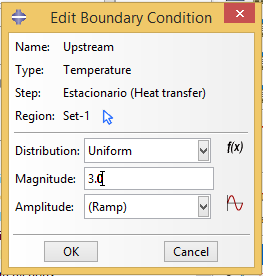 Edit Boundary Condition
Name: Upstream
Type: Temperature
Step: Estacionario (Heat transfer)
Region: Set-1
Distribution: Uniform f(x)
Magnitude: 3.0
Amplitude: (Ramp)
OK Cancel